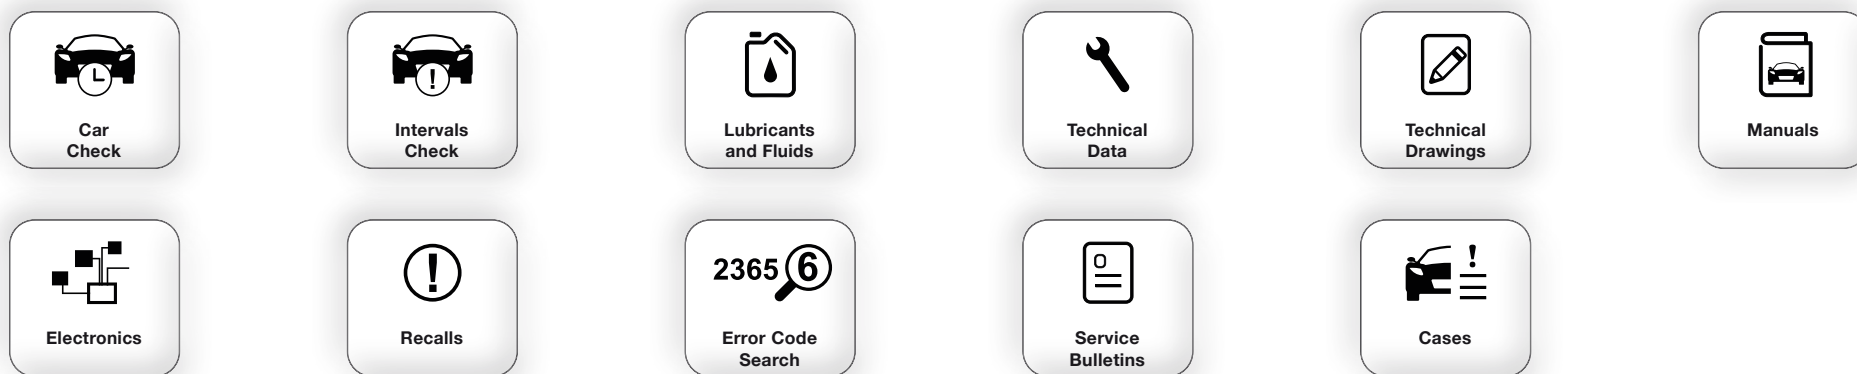 Car
Check
Intervals
Check
Lubricants
and Fluids
Technical
Data
Technical
Drawings
Manuals
Electronics
Recalls
2365 6
Error Code
Search
O
Service
Bulletins
Cases